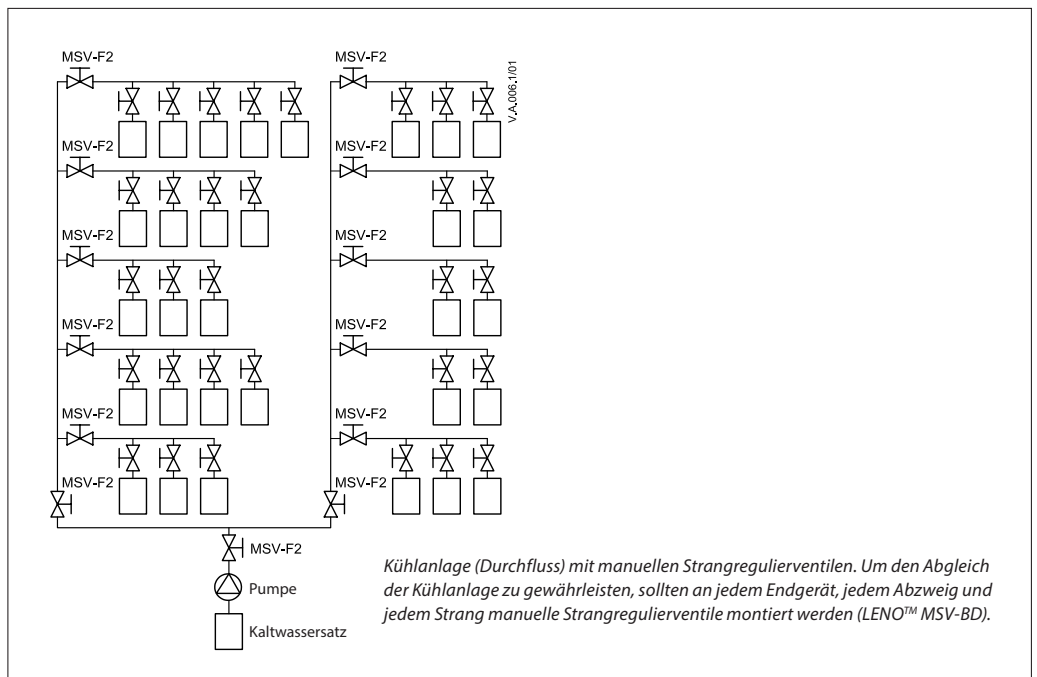 MSV-F2
MSV-F2
V.A.006.1/01
MSV-F2
MSV-F2
MSV-F2
MSV-F2
MSV-F2
MSV-F2
MSV-F2
MSV-F2
MSV-F2
MSV-F2
MSV-F2
Pumpe
Kaltwassersatz
Kühlanlage (Durchfluss) mit manuellen Strangregulierventilen. Um den Abgleich
der Kühlanlage zu gewährleisten, sollten an jedem Endgerät, jedem Abzweig und
jedem Strang manuelle Strangregulierventile montiert werden (LENO™ MSV-BD).